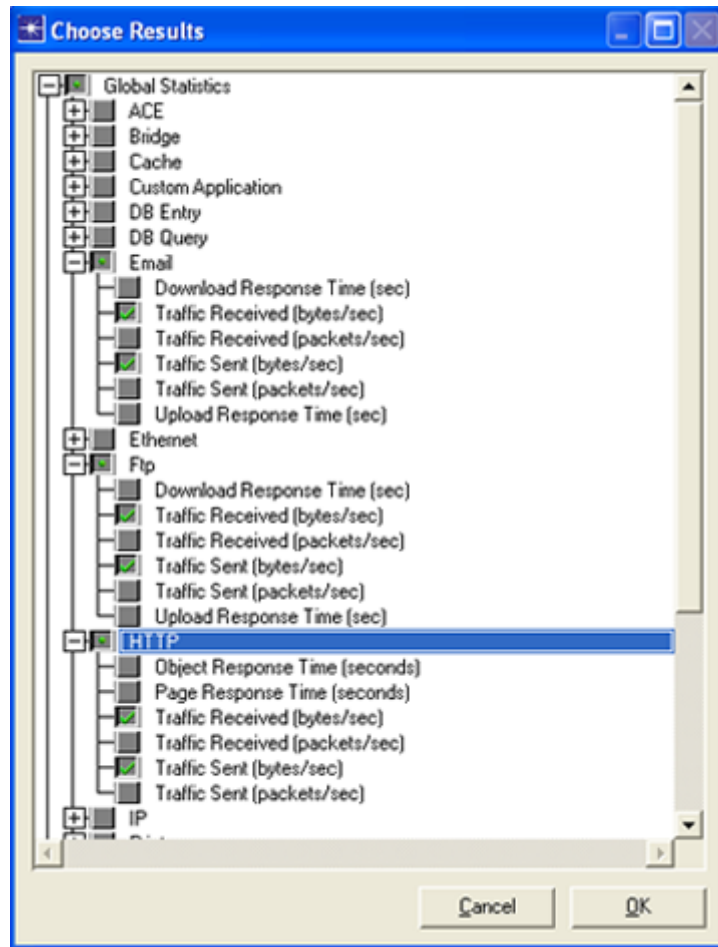 Choose Results
Global Statistics
ACE
Bridge
Cache
Custom Application
DB Entry
DB Query
Email
Download Response Time (sec)
Traffic Received (bytes/sec)
Traffic Received (packets/sec)
Traffic Sent (bytes/sec)
Traffic Sent (packets/sec)
Upload Response Time (sec)
Ethernet
Ftp
Download Response Time (sec)
Traffic Received (bytes/sec)
Traffic Received (packets/sec)
Traffic Sent (bytes/sec)
Traffic Sent (packets/sec)
Upload Response Time (sec)
HTTP
Object Response Time (seconds)
Page Response Time (seconds)
Traffic Received (bytes/sec)
Traffic Received (packets/sec)
Traffic Sent (bytes/sec)
Traffic Sent (packets/sec)
IP
Cancel OK